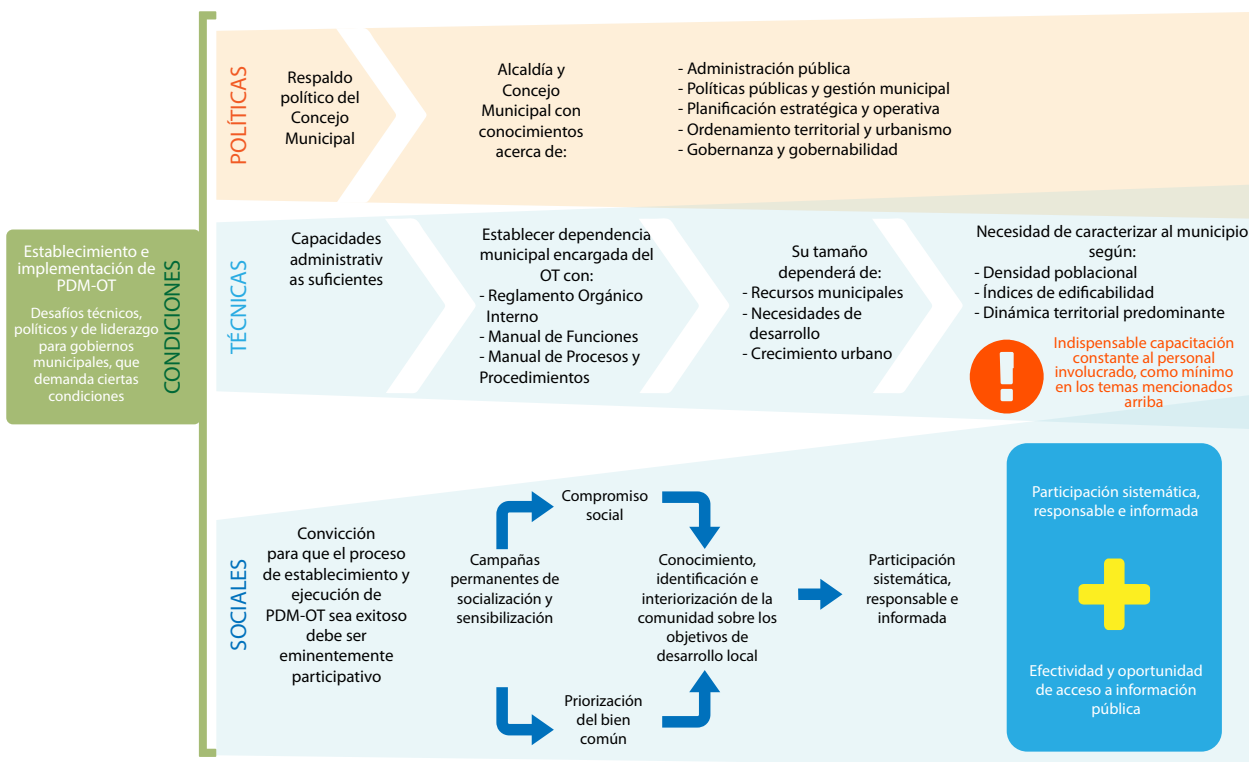 Establecimiento e
implementación de
PDM-OT
Desafíos técnicos,
políticos y de liderazgo
para gobiernos
municipales, que
demanda ciertas
condiciones
CONDICIONES
POLÍTICAS
Respaldo
político del
Concejo
Municipal
Alcaldía y
Concejo
Municipal con
conocimientos
acerca de:
- Administración pública
- Políticas públicas y gestión municipal
- Planificación estratégica y operativa
- Ordenamiento territorial y urbanismo
- Gobernanza y gobernabilidad
TÉCNICAS
Capacidades
administrativ
as suficientes
Establecer dependencia
municipal encargada del
OT con:
- Reglamento Orgánico
Interno
- Manual de Funciones
- Manual de Procesos y
Procedimientos
Su tamaño
dependerá de:
- Recursos municipales
- Necesidades de
desarrollo
- Crecimiento urbano
Necesidad de caracterizar al municipio
según:
- Densidad poblacional
- Índices de edificabilidad
- Dinámica territorial predominante
!
Indispensable capacitación
constante al personal
involucrado, como mínimo
en los temas mencionados
arriba
SOCIALES
Convicción
para que el proceso
de establecimiento y
ejecución de
PDM-OT sea exitoso
debe ser
eminentemente
participativo
Campañas
permanentes de
socialización y
sensibilización
Compromiso
social
Priorización
del bien
común
Conocimiento,
identificación e
interiorización de la
comunidad sobre los
objetivos de
desarrollo local
Participación
sistemática,
responsable e
informada
Participación sistemática,
responsable e informada
+
Efectividad y oportunidad
de acceso a información
pública